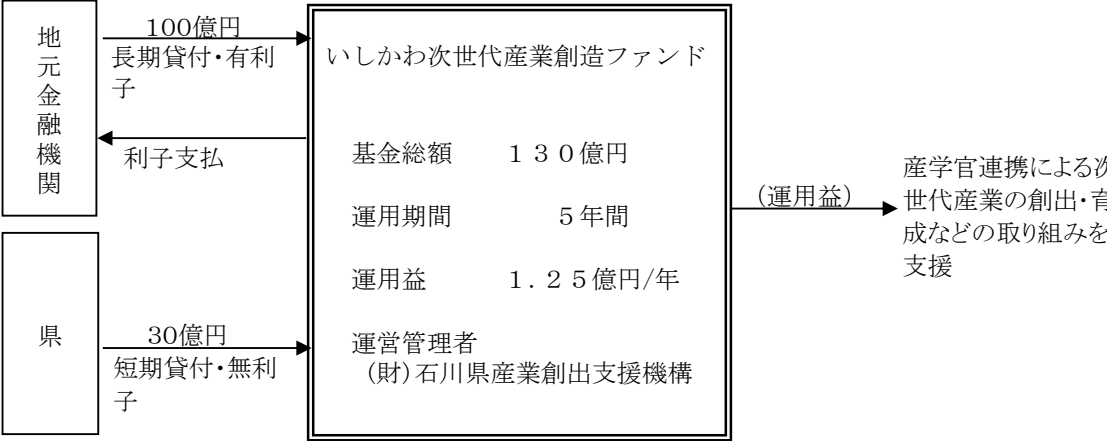 地元金融機関
100億円
長期貸付・有利
子
利子支払
県
30億円
短期貸付・無利
子
いしかわ次世代産業創造ファンド
基金総額 １３０億円
運用期間 ５年間
運用益 １．２５億円/年
運営管理者
(財)石川県産業創出支援機構
(運用益)
産学官連携による次
世代産業の創出・育
成などの取り組みを
支援